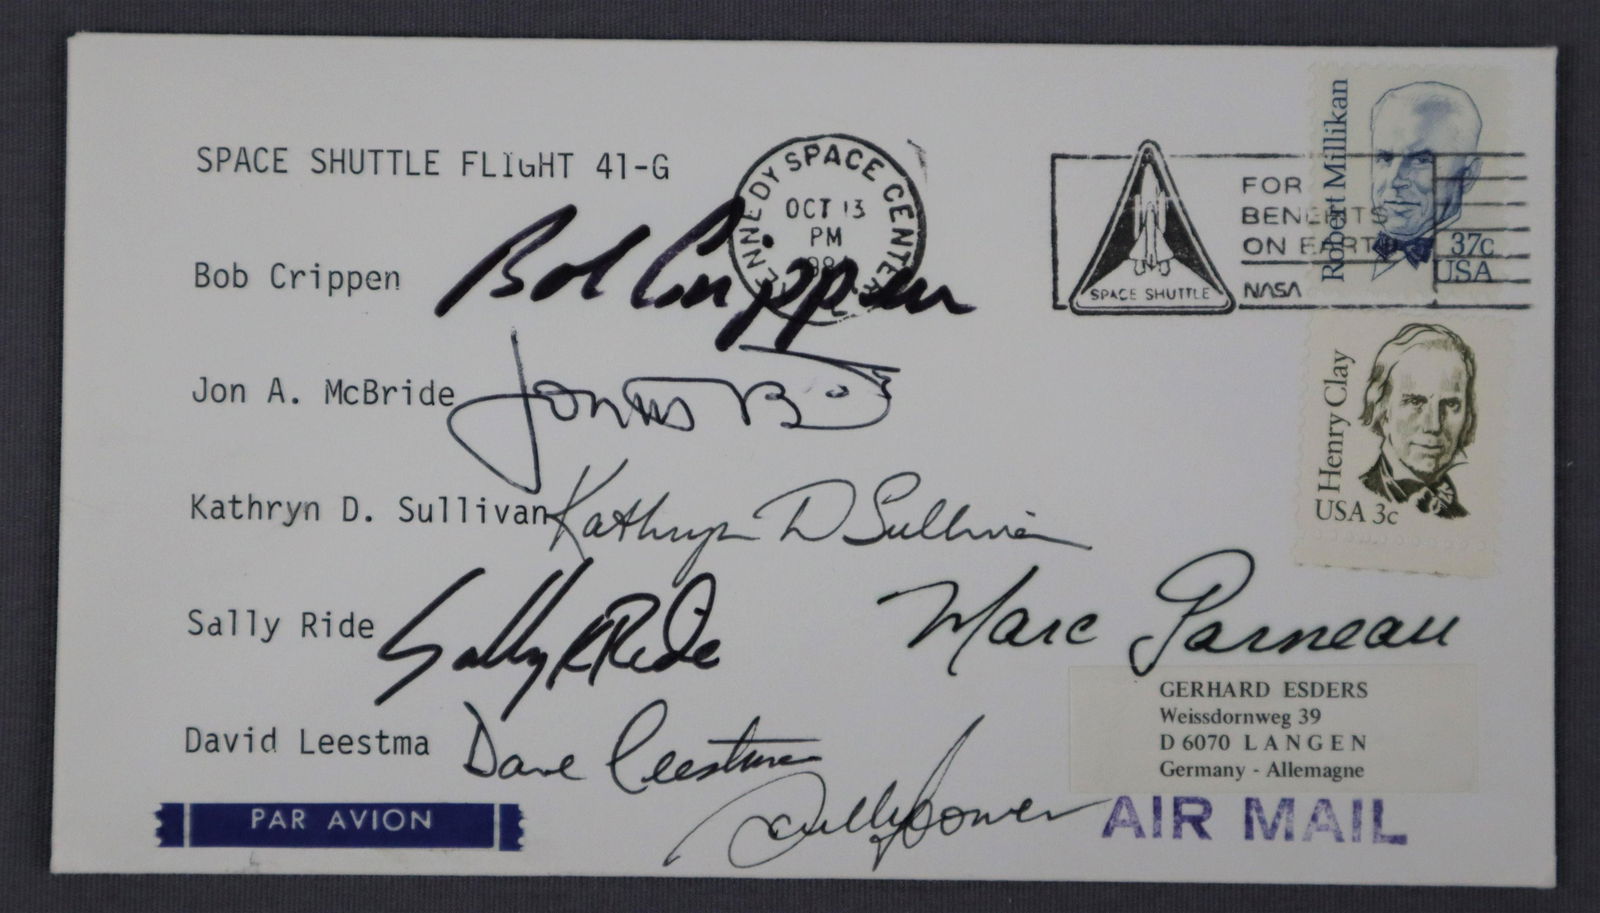 SPACE SHUTTLE FLIGHT 41-G
KENNEDY SPACE CENTER
OCT 13
PM
SPACE SHUTTLE
FOR
BENEFITS
ON EARTH
NASA
Robert Millikan
37c
USA
Bob Crippen Bob Crippen
Jon A. McBride
Henry Clay
USA 3c
Kathryn D. Sullivan Kathryn D Sullivan
Sally Ride Sally K Ride
Marc Garneau
GERHARD ESDERS
Weissdornweg 39
D 6070 LANGEN
Germany - Allemagne
David Leestma Dave Leestma
PAR AVION
AIR MAIL